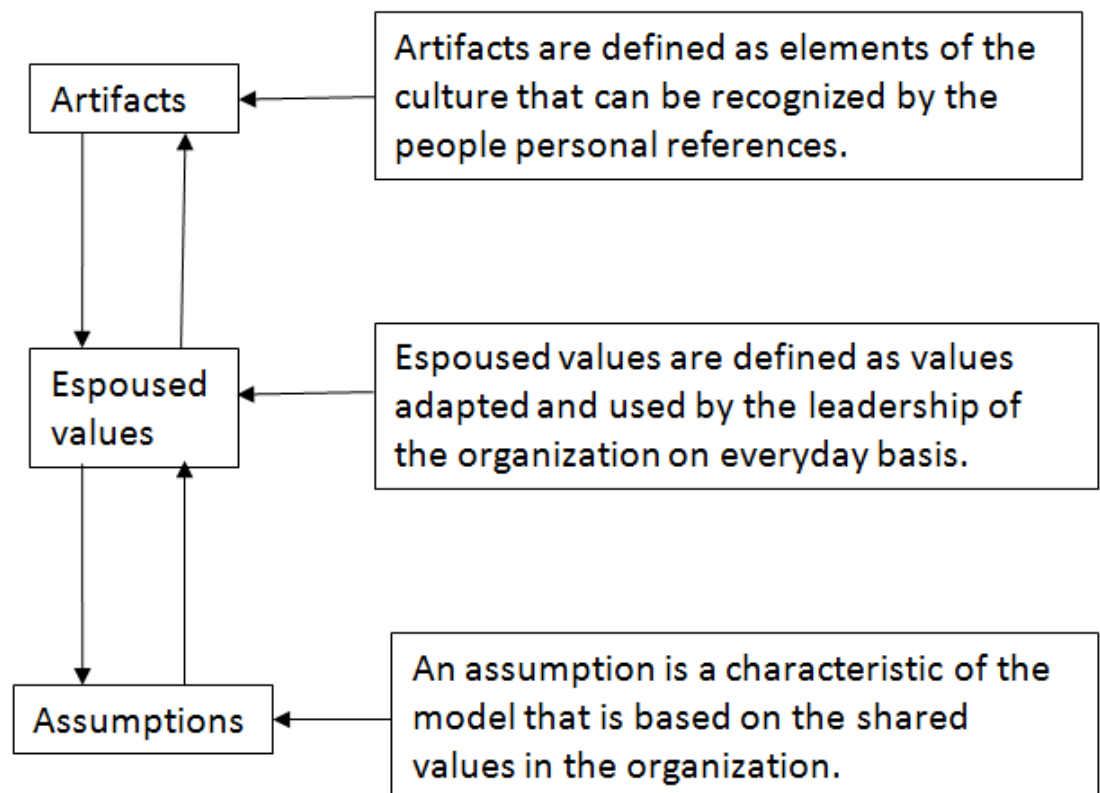 Artifacts
Artifacts are defined as elements of the
culture that can be recognized by the
people personal references.
Espoused
values
Espoused values are defined as values
adapted and used by the leadership of
the organization on everyday basis.
Assumptions
An assumption is a characteristic of the
model that is based on the shared
values in the organization.